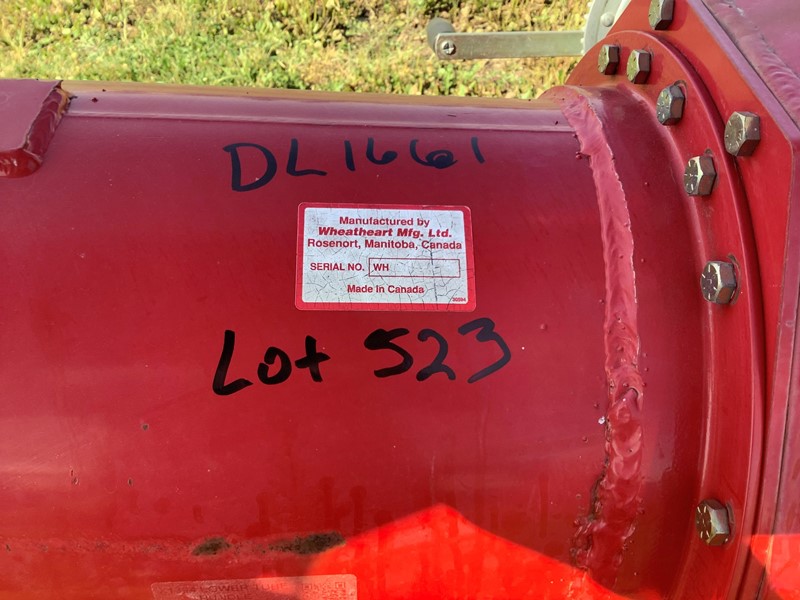 DL1661
Manufactured by
Wheatheart Mfg. Ltd.
Rosenort, Manitoba, Canada
SERIAL NO. WH
Made in Canada
Lot 523